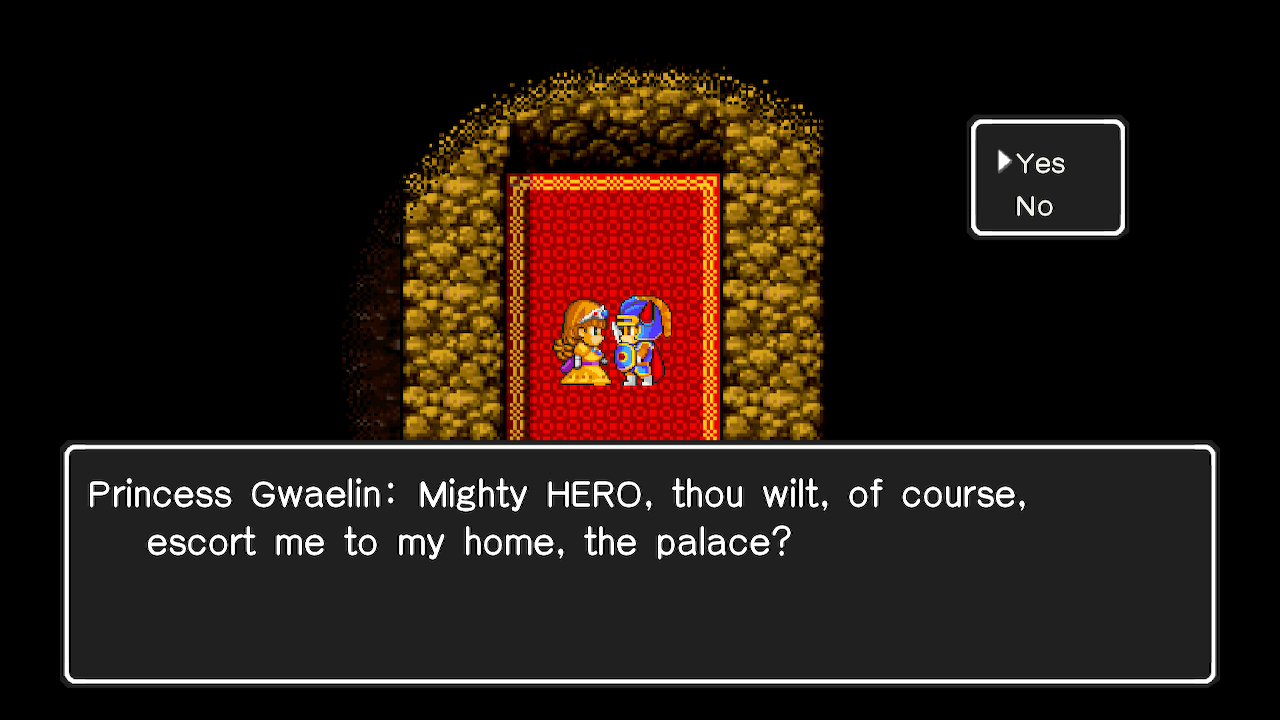 Yes
No
Princess Gwaelin: Mighty HERO, thou wilt, of course,
escort me to my home, the palace?